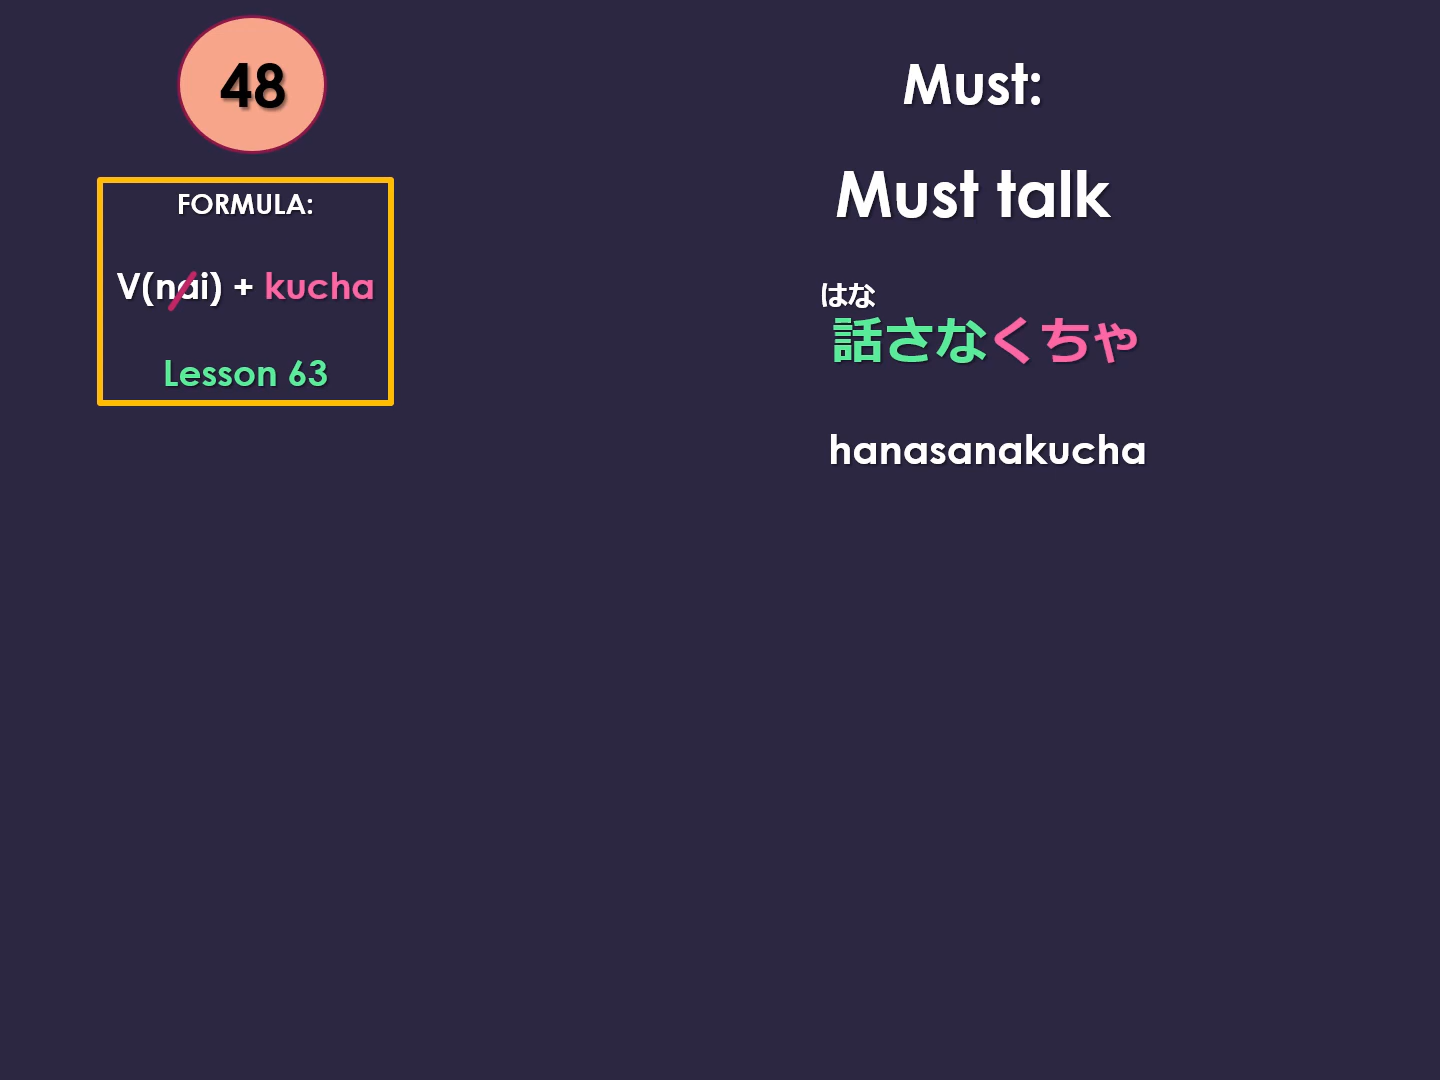 48
FORMULA:
V(nai) + kucha
Lesson 63
Must:
Must talk
はな
話さなくちゃ
hanasanakucha